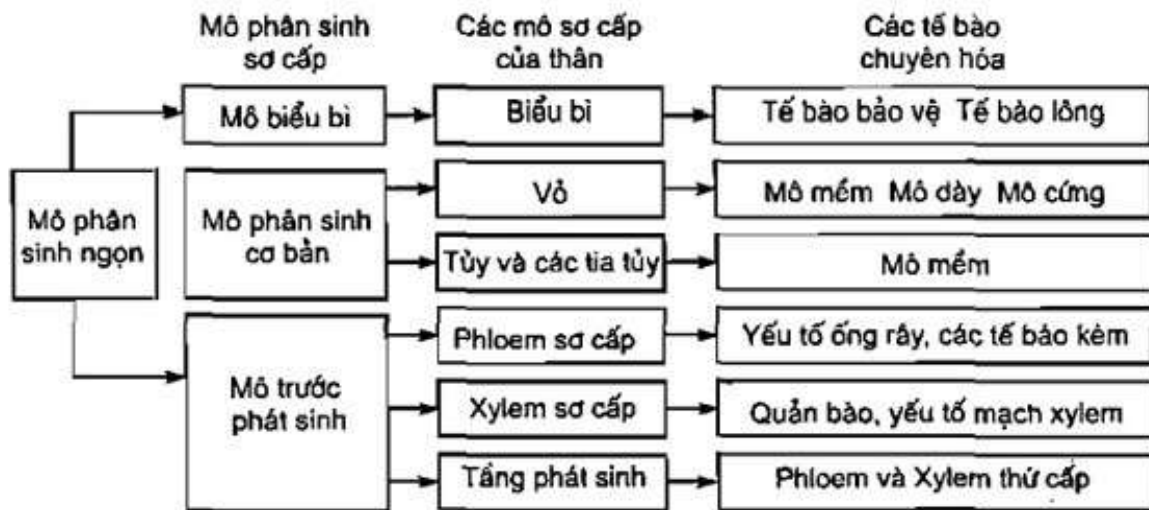 Mô phân sinh
sơ cấp
Các mô sơ cấp
của thân
Các tế bào
chuyên hóa
Mô phân
sinh ngọn
Mô biểu bì
Biểu bì
Tế bào bảo vệ Tế bào lông
Mô phân sinh
cơ bản
Vỏ
Mô mềm Mô dày Mô cứng
Tủy và các tia tủy
Mô mềm
Mô trước
phát sinh
Phloem sơ cấp
Yếu tố ống rây, các tế bào kèm
Xylem sơ cấp
Quản bào, yếu tố mạch xylem
Tầng phát sinh
Phloem và Xylem thứ cấp